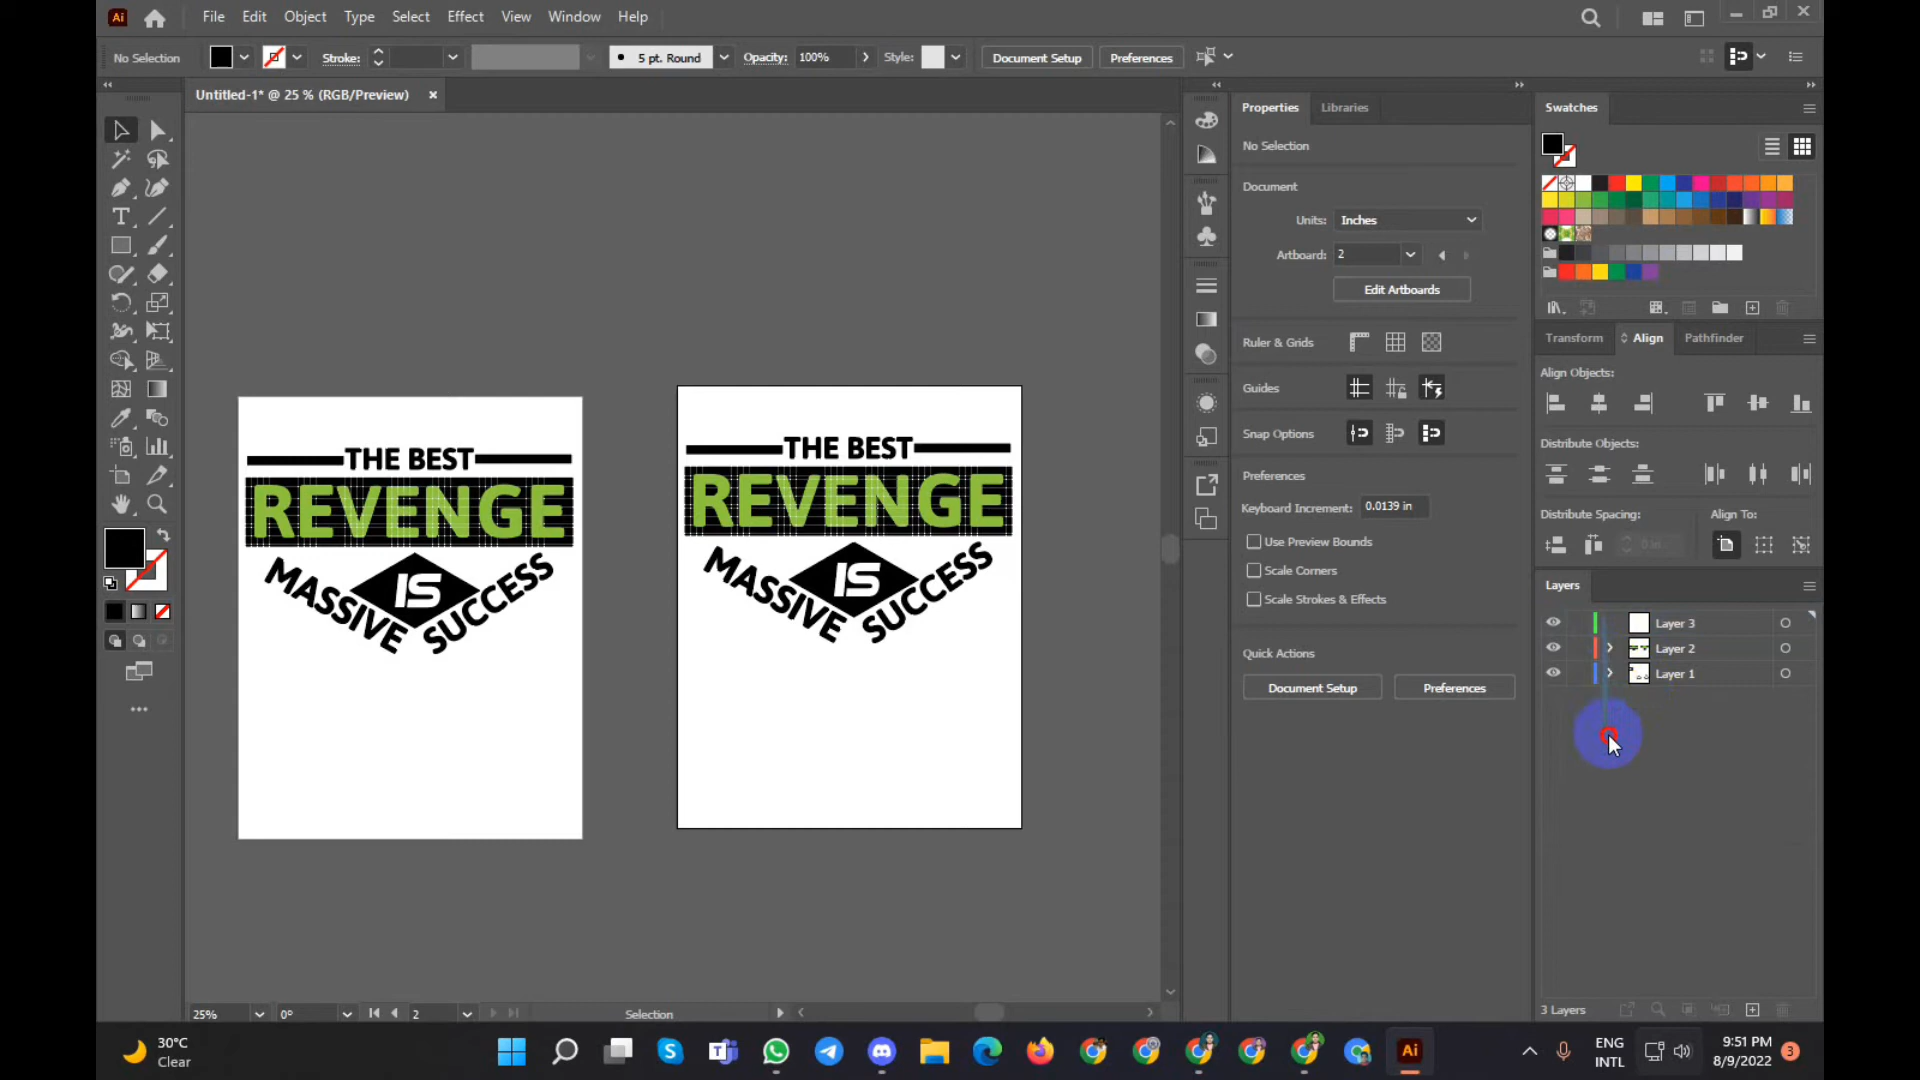 Ai
File Edit Object Type Select Effect View Window Help
No Selection
Stroke:
5 pt. Round
Opacity: 100%
Style:
Document Setup
Preferences
Untitled-1* @ 25 % (RGB/Preview)
THE BEST
REVENGE
IS
MASSIVE SUCCESS
THE BEST
REVENGE
IS
MASSIVE SUCCESS
25%
0°
2
Selection
Properties Libraries
No Selection
Document
Units: Inches
Artboard: 2
Edit Artboards
Ruler & Grids
Guides
Snap Options
Preferences
Keyboard Increment: 0.0139 in
Use Preview Bounds
Scale Corners
Scale Strokes & Effects
Quick Actions
Document Setup
Preferences
Swatches
Transform Align Pathfinder
Align Objects:
Distribute Objects:
Distribute Spacing: Align To:
0 in
Layers
Layer 3
Layer 2
Layer 1
3 Layers
30°C
Clear
Ai
ENG
INTL
9:51 PM
8/9/2022
3